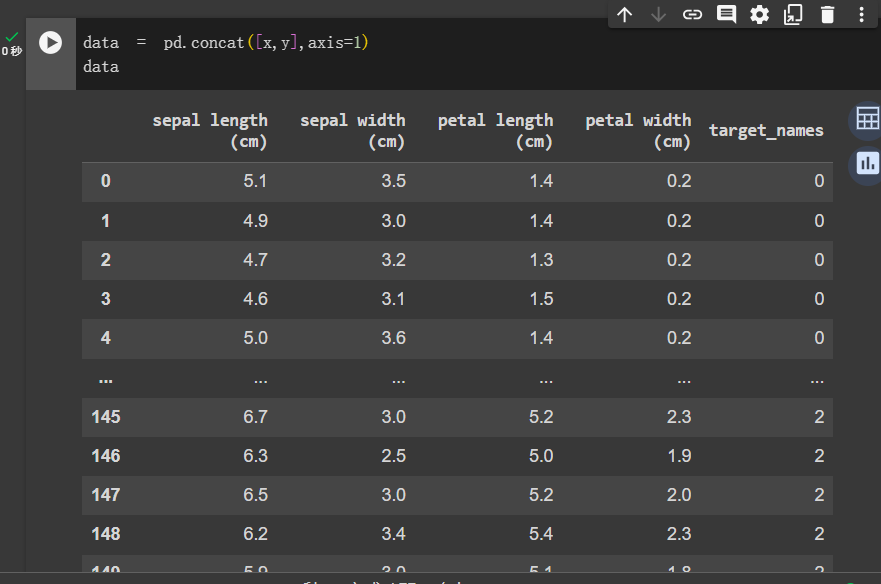 0 秒
data = pd.concat([x,y],axis=1)
data
sepal length (cm) sepal width (cm) petal length (cm) petal width (cm) target_names
0 5.1 3.5 1.4 0.2 0
1 4.9 3.0 1.4 0.2 0
2 4.7 3.2 1.3 0.2 0
3 4.6 3.1 1.5 0.2 0
4 5.0 3.6 1.4 0.2 0
... ... ... ... ... ...
145 6.7 3.0 5.2 2.3 2
146 6.3 2.5 5.0 1.9 2
147 6.5 3.0 5.2 2.0 2
148 6.2 3.4 5.4 2.3 2
149 5.9 3.0 5.1 1.8 2